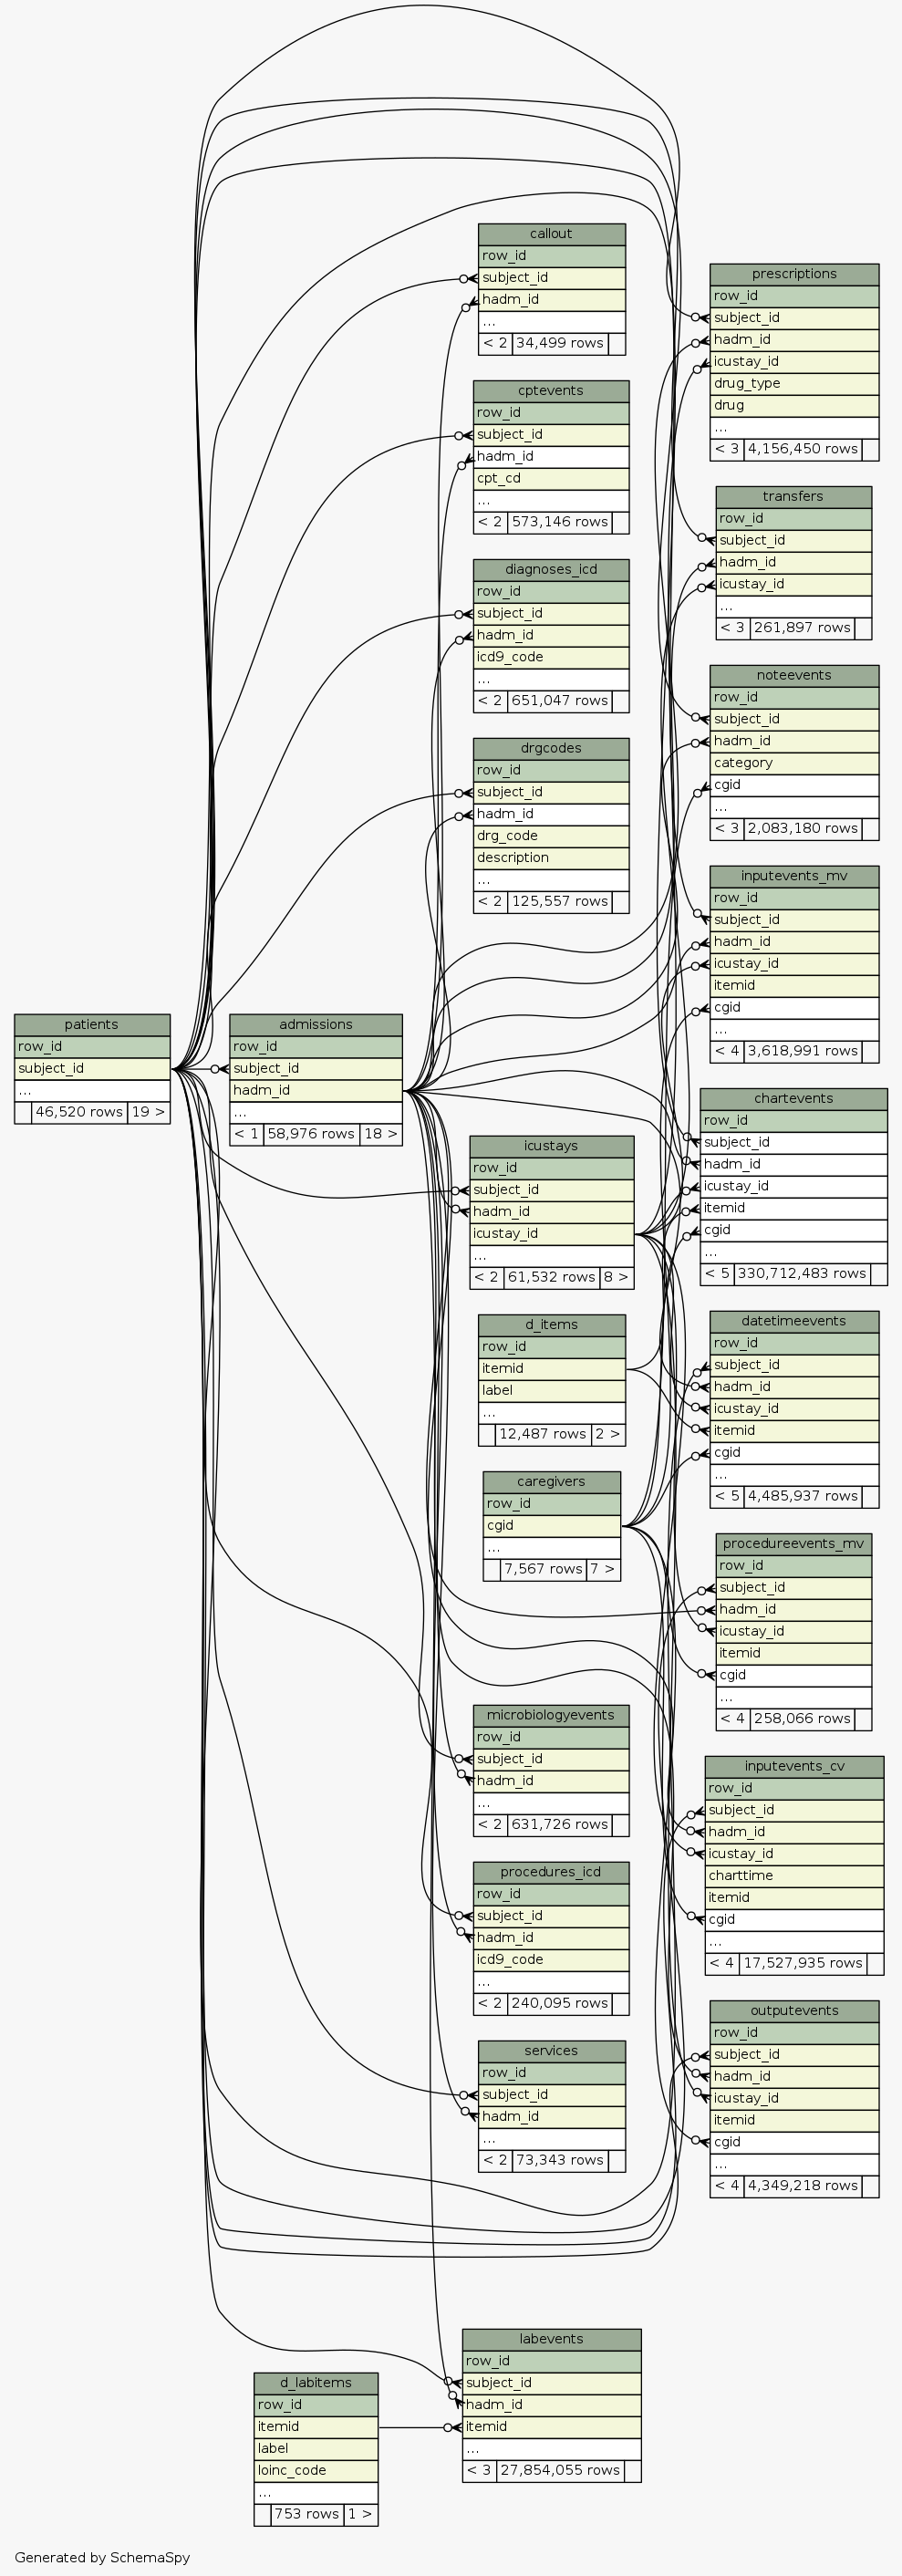 callout
row_id
subject_id
hadm_id
...
< 2 34,499 rows
cptevents
row_id
subject_id
hadm_id
cpt_cd
...
< 2 573,146 rows
diagnoses_icd
row_id
subject_id
hadm_id
icd9_code
...
< 2 651,047 rows
drgcodes
row_id
subject_id
hadm_id
drg_code
description
...
< 2 125,557 rows
patients
row_id
subject_id
...
46,520 rows 19 >
admissions
row_id
subject_id
hadm_id
...
< 1 58,976 rows 18 >
icustays
row_id
subject_id
hadm_id
icustay_id
...
< 2 61,532 rows 8 >
d_items
row_id
itemid
label
...
12,487 rows 2 >
caregivers
row_id
cgid
...
7,567 rows 7 >
microbiologyevents
row_id
subject_id
hadm_id
...
< 2 631,726 rows
procedures_icd
row_id
subject_id
hadm_id
icd9_code
...
< 2 240,095 rows
services
row_id
subject_id
hadm_id
...
< 2 73,343 rows
prescriptions
row_id
subject_id
hadm_id
icustay_id
drug_type
drug
...
< 3 4,156,450 rows
transfers
row_id
subject_id
hadm_id
icustay_id
...
< 3 261,897 rows
noteevents
row_id
subject_id
hadm_id
category
cgid
...
< 3 2,083,180 rows
inputevents_mv
row_id
subject_id
hadm_id
icustay_id
itemid
cgid
...
< 4 3,618,991 rows
chartevents
row_id
subject_id
hadm_id
icustay_id
itemid
cgid
...
< 5 330,712,483 rows
datetimeevents
row_id
subject_id
hadm_id
icustay_id
itemid
cgid
...
< 5 4,485,937 rows
procedureevents_mv
row_id
subject_id
hadm_id
icustay_id
itemid
cgid
...
< 4 258,066 rows
inputevents_cv
row_id
subject_id
hadm_id
icustay_id
charttime
itemid
cgid
...
< 4 17,527,935 rows
outputevents
row_id
subject_id
hadm_id
icustay_id
itemid
cgid
...
< 4 4,349,218 rows
labevents
row_id
subject_id
hadm_id
itemid
...
< 3 27,854,055 rows
d_labitems
row_id
itemid
label
loinc_code
...
753 rows 1 >
Generated by SchemaSpy